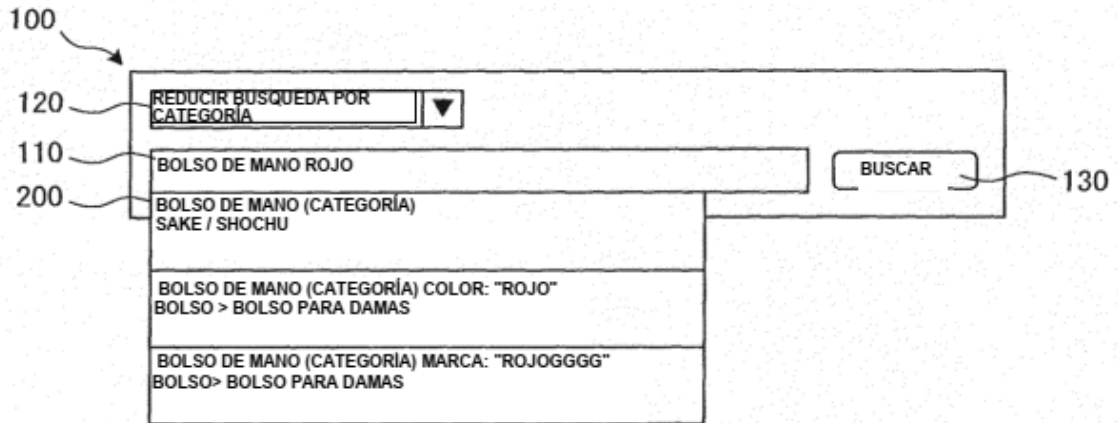 100
120
REDUCIR BUSQUEDA POR
CATEGORÍA
▼
110
BOLSO DE MANO ROJO
BUSCAR
130
200
BOLSO DE MANO (CATEGORÍA)
SAKE / SHOCHU
BOLSO DE MANO (CATEGORÍA) COLOR: "ROJO"
BOLSO > BOLSO PARA DAMAS
BOLSO DE MANO (CATEGORÍA) MARCA: "ROJOGGGG"
BOLSO> BOLSO PARA DAMAS